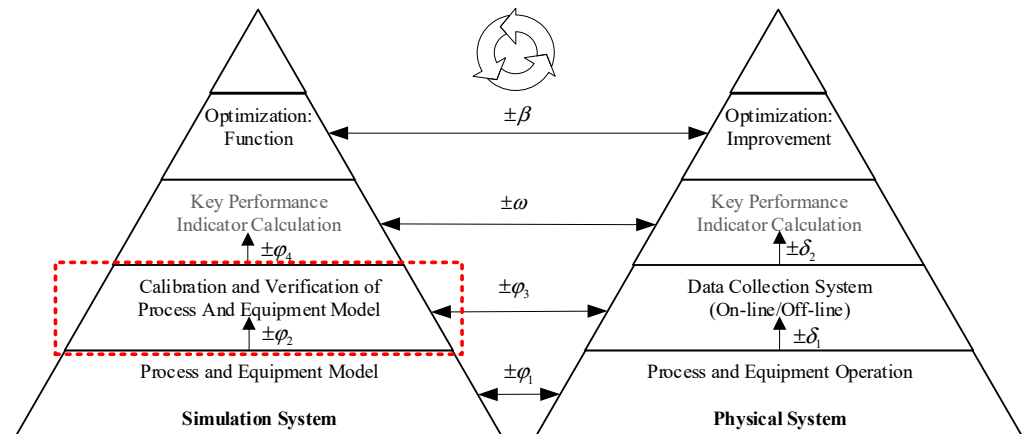 Optimization:
Function
±β
Optimization:
Improvement
Key Performance
Indicator Calculation
±ω
Key Performance
Indicator Calculation
±φ4
±δ2
Calibration and Verification of
Process And Equipment Model
±φ3
Data Collection System
(On-line/Off-line)
±φ2
±δ1
Process and Equipment Model
±φ1
Process and Equipment Operation
Simulation System
Physical System